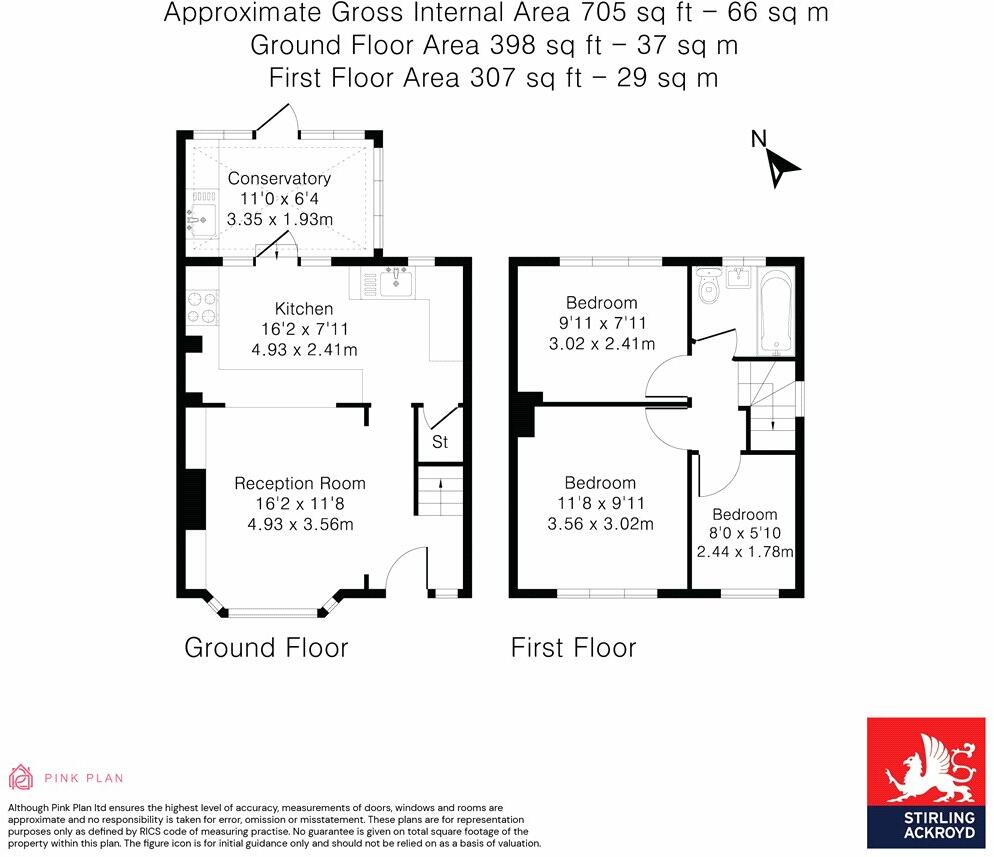 Approximate Gross Internal Area 705 sq ft – 66 sq m
Ground Floor Area 398 sq ft – 37 sq m
First Floor Area 307 sq ft – 29 sq m
N
Conservatory
11'0 x 6'4
3.35 x 1.93m
Kitchen
16'2 x 7'11
4.93 x 2.41m
St
Reception Room
16'2 x 11'8
4.93 x 3.56m
Bedroom
9'11 x 7'11
3.02 x 2.41m
Bedroom
11'8 x 9'11
3.56 x 3.02m
Bedroom
8'0 x 5'10
2.44 x 1.78m
Ground Floor
First Floor
PINK PLAN
Although Pink Plan ltd ensures the highest level of accuracy, measurements of doors, windows and rooms are
approximate and no responsibility is taken for error, omission or misstatement. These plans are for representation
purposes only as defined by RICS code of measuring practise. No guarantee is given on total square footage of the
property within this plan. The figure icon is for initial guidance only and should not be relied on as a basis of valuation.
STIRLING
ACKROYD